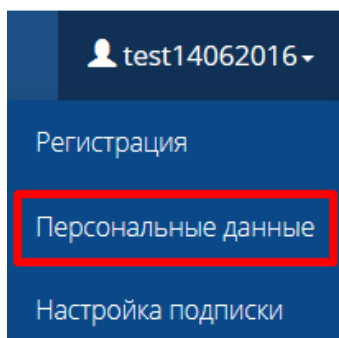 test14062016
Регистрация
Персональные данные
Настройка подписки